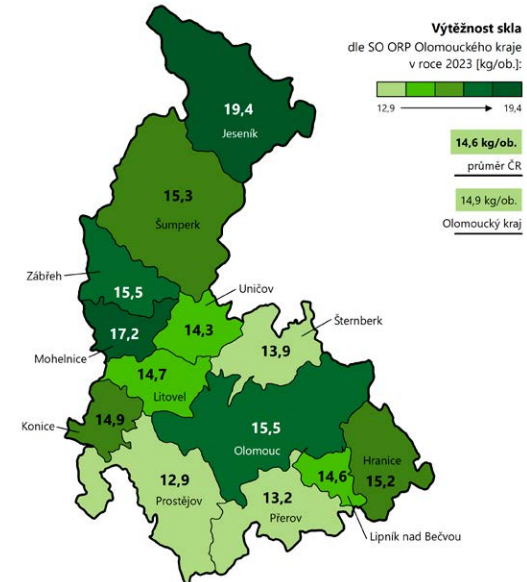 Výtěžnost skla
dle SO ORP Olomouckého kraje
v roce 2023 [kg/ob.]:
12,9
19,4
14,6 kg/ob.
průměr ČR
14,9 kg/ob.
Olomoucký kraj
19,4
Jeseník
15,3
Šumperk
Zábřeh
15,5
Uničov
14,3
Šternberk
13,9
17,2
Mohelnice
14,7
Litovel
14,9
Konice
15,5
Olomouc
Hranice
15,2
12,9
Prostějov
13,2
Přerov
14,6
Lipník nad Bečvou